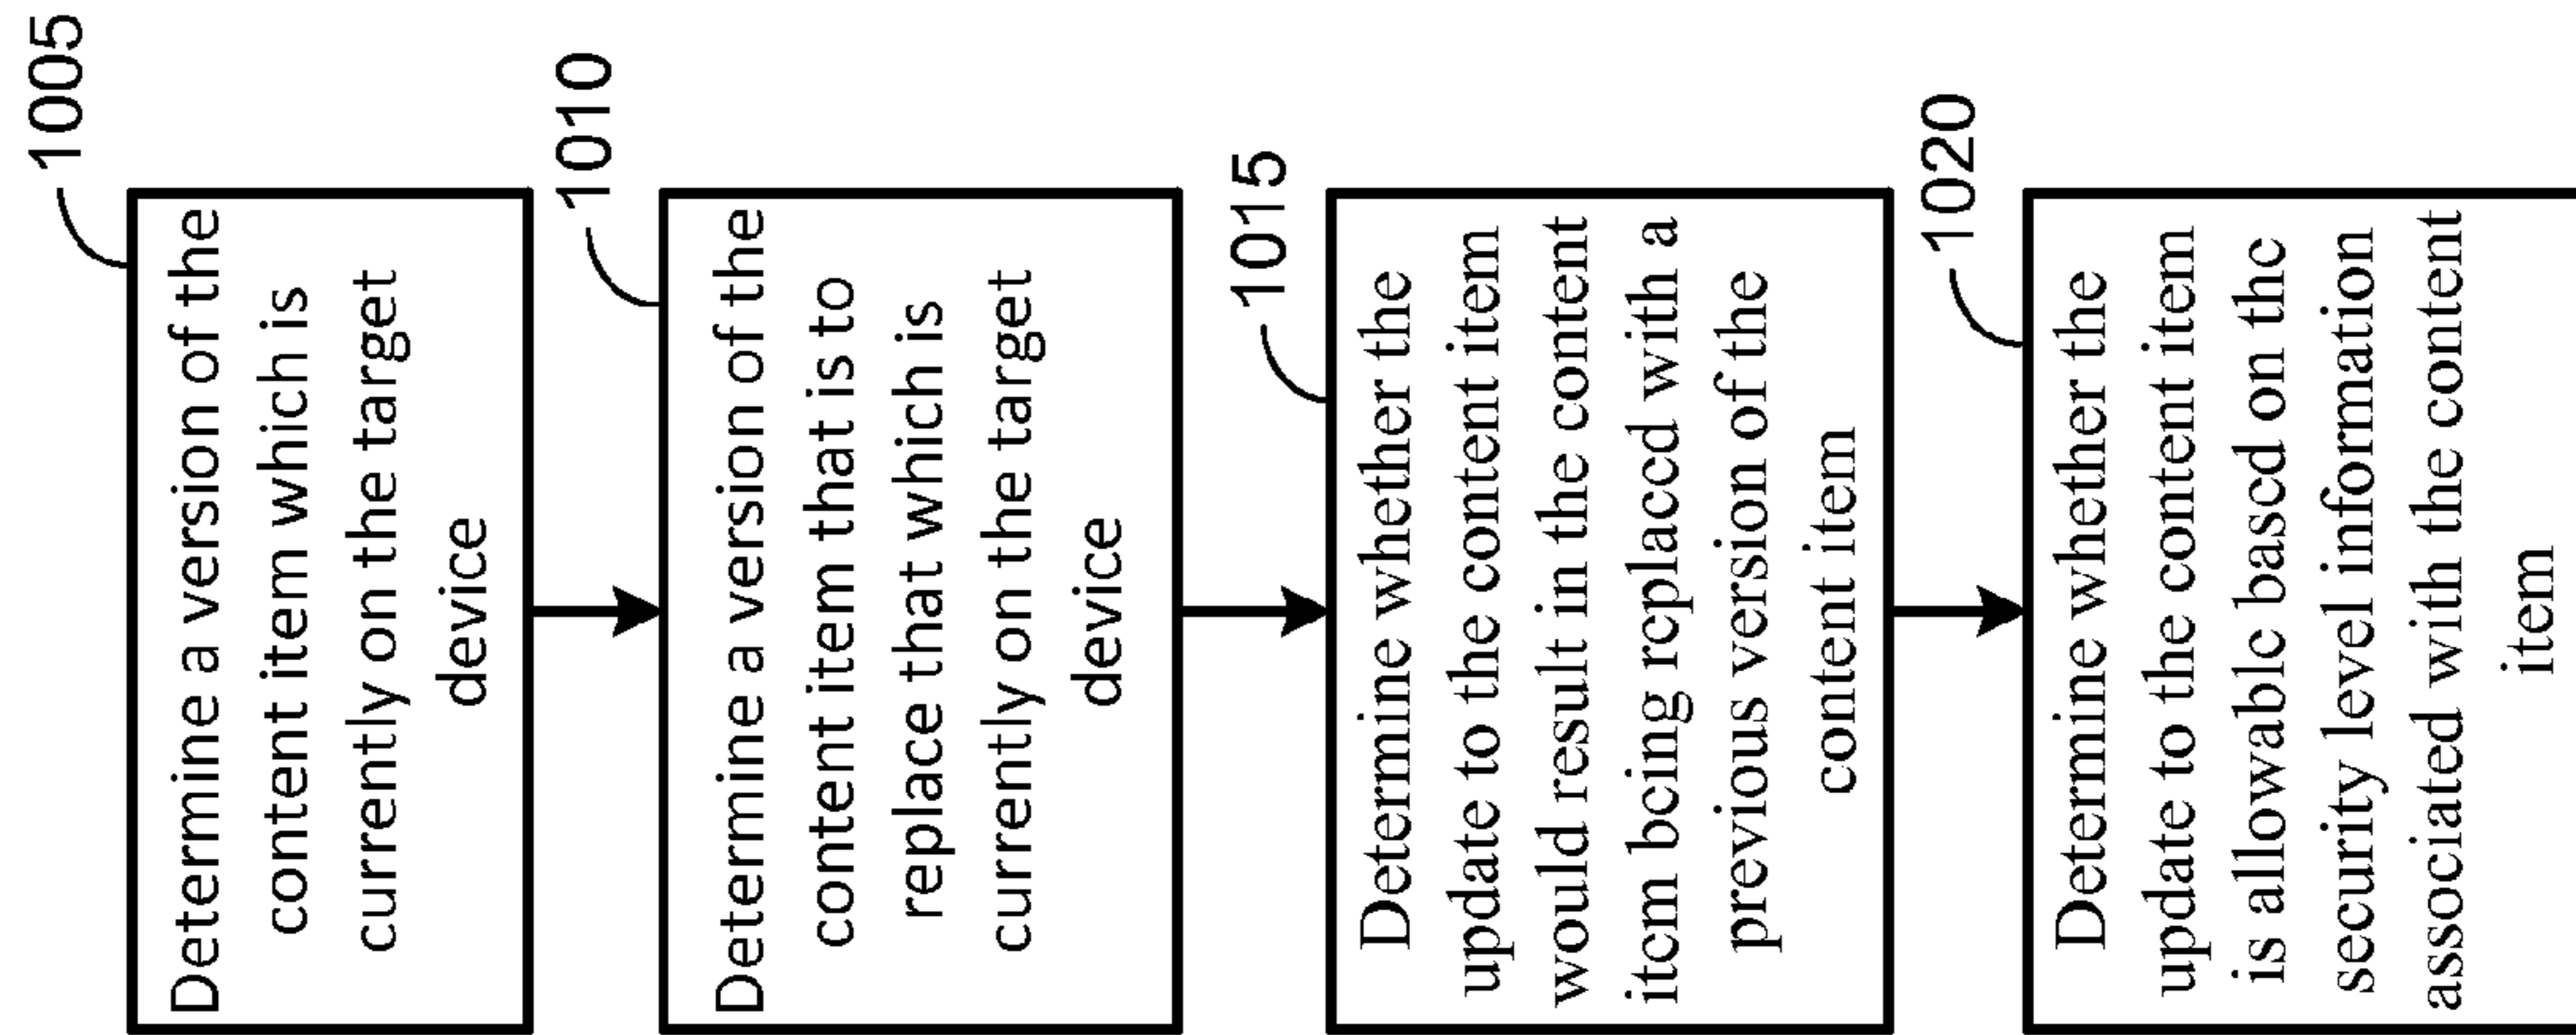 1005
Determine a version of the
content item which is
currently on the target
device
1010
Determine a version of the
content item that is to
replace that which is
currently on the target
device
1015
Determine whether the
update to the content item
would result in the content
item being replaced with a
previous version of the
content item
1020
Determine whether the
update to the content item
is allowable based on the
security level information
associated with the content
item